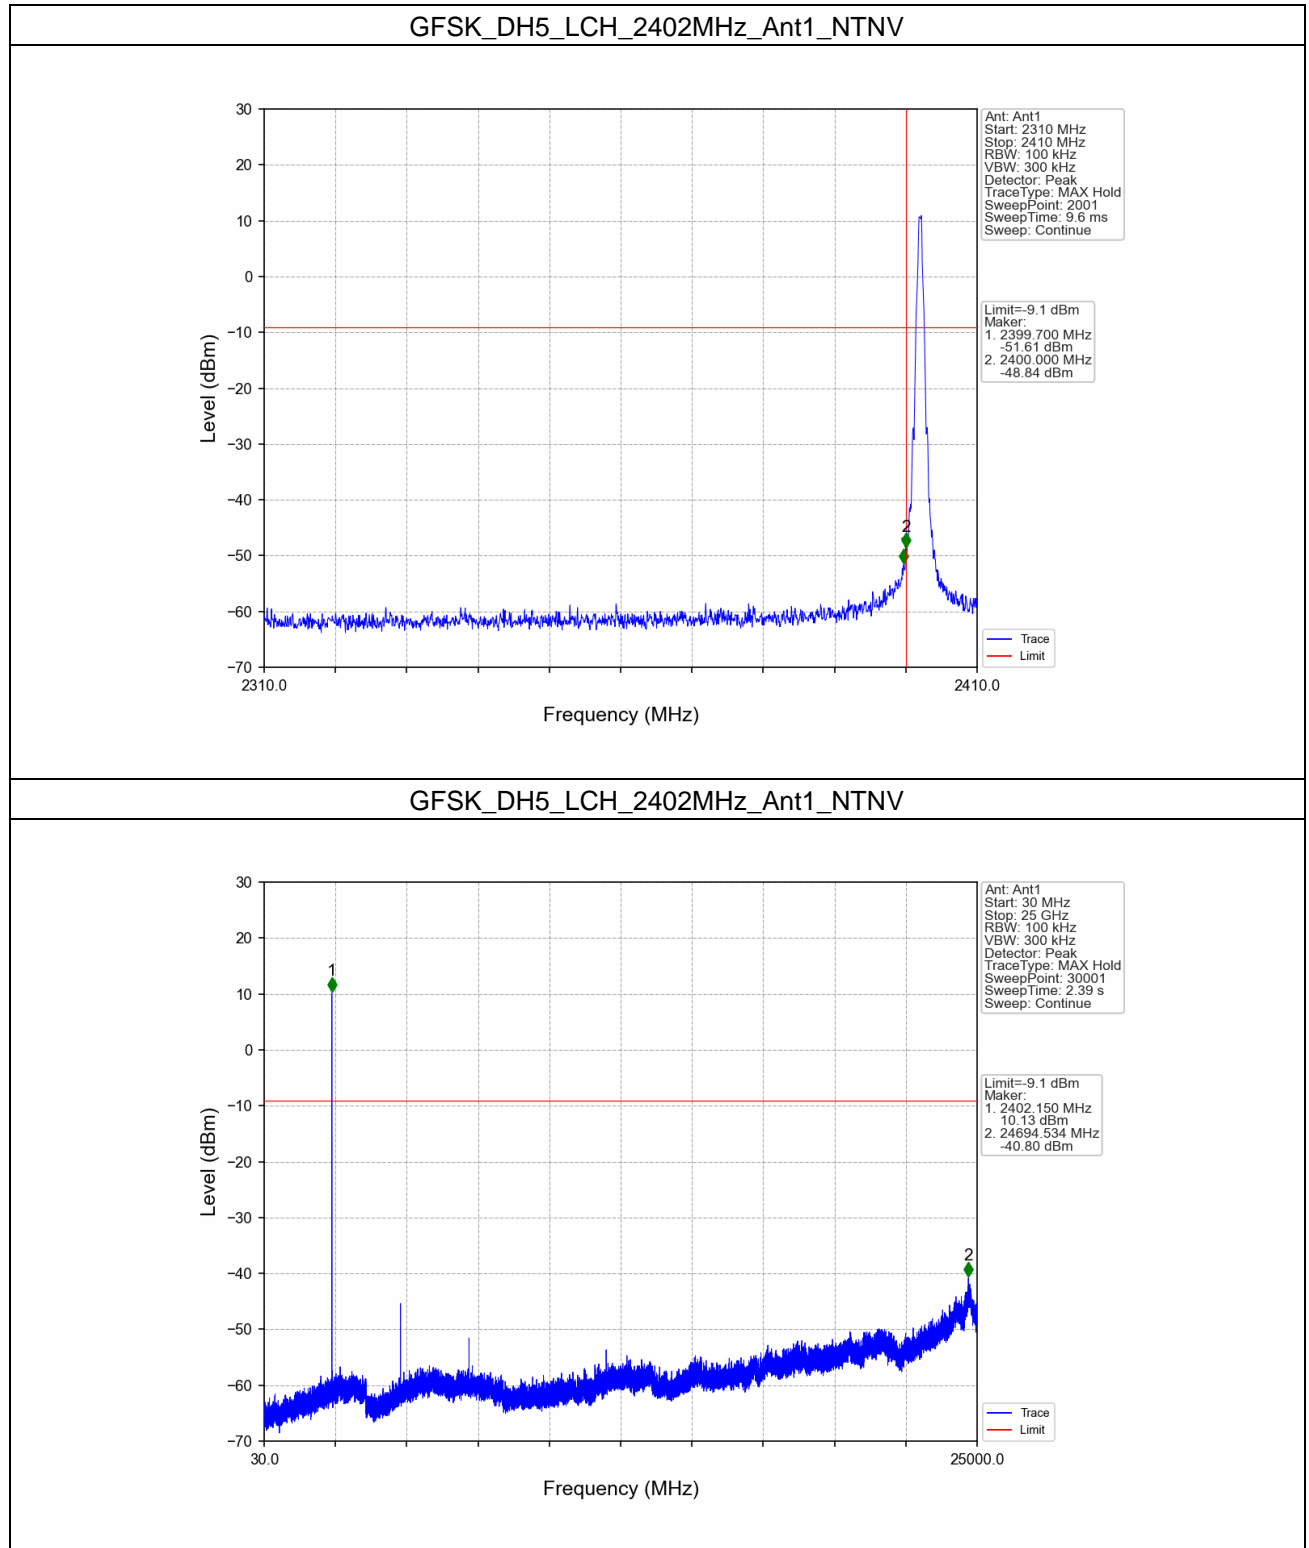 GFSK_DH5_LCH_2402MHz_Ant1_NTNV
30
20
10
0
−10
−20
−30
−40
−50
−60
−70
Level (dBm)
2310.0
2410.0
Frequency (MHz)
2
Ant: Ant1
Start: 2310 MHz
Stop: 2410 MHz
RBW: 100 kHz
VBW: 300 kHz
Detector: Peak
TraceType: MAX Hold
SweepPoint: 2001
SweepTime: 9.6 ms
Sweep: Continue
Limit=-9.1 dBm
Maker:
1. 2399.700 MHz
-51.61 dBm
2. 2400.000 MHz
-48.84 dBm
Trace
Limit
GFSK_DH5_LCH_2402MHz_Ant1_NTNV
30
20
10
0
−10
−20
−30
−40
−50
−60
−70
Level (dBm)
30.0
25000.0
Frequency (MHz)
1
2
Ant: Ant1
Start: 30 MHz
Stop: 25 GHz
RBW: 100 kHz
VBW: 300 kHz
Detector: Peak
TraceType: MAX Hold
SweepPoint: 30001
SweepTime: 2.39 s
Sweep: Continue
Limit=-9.1 dBm
Maker:
1. 2402.150 MHz
10.13 dBm
2. 24694.534 MHz
-40.80 dBm
Trace
Limit